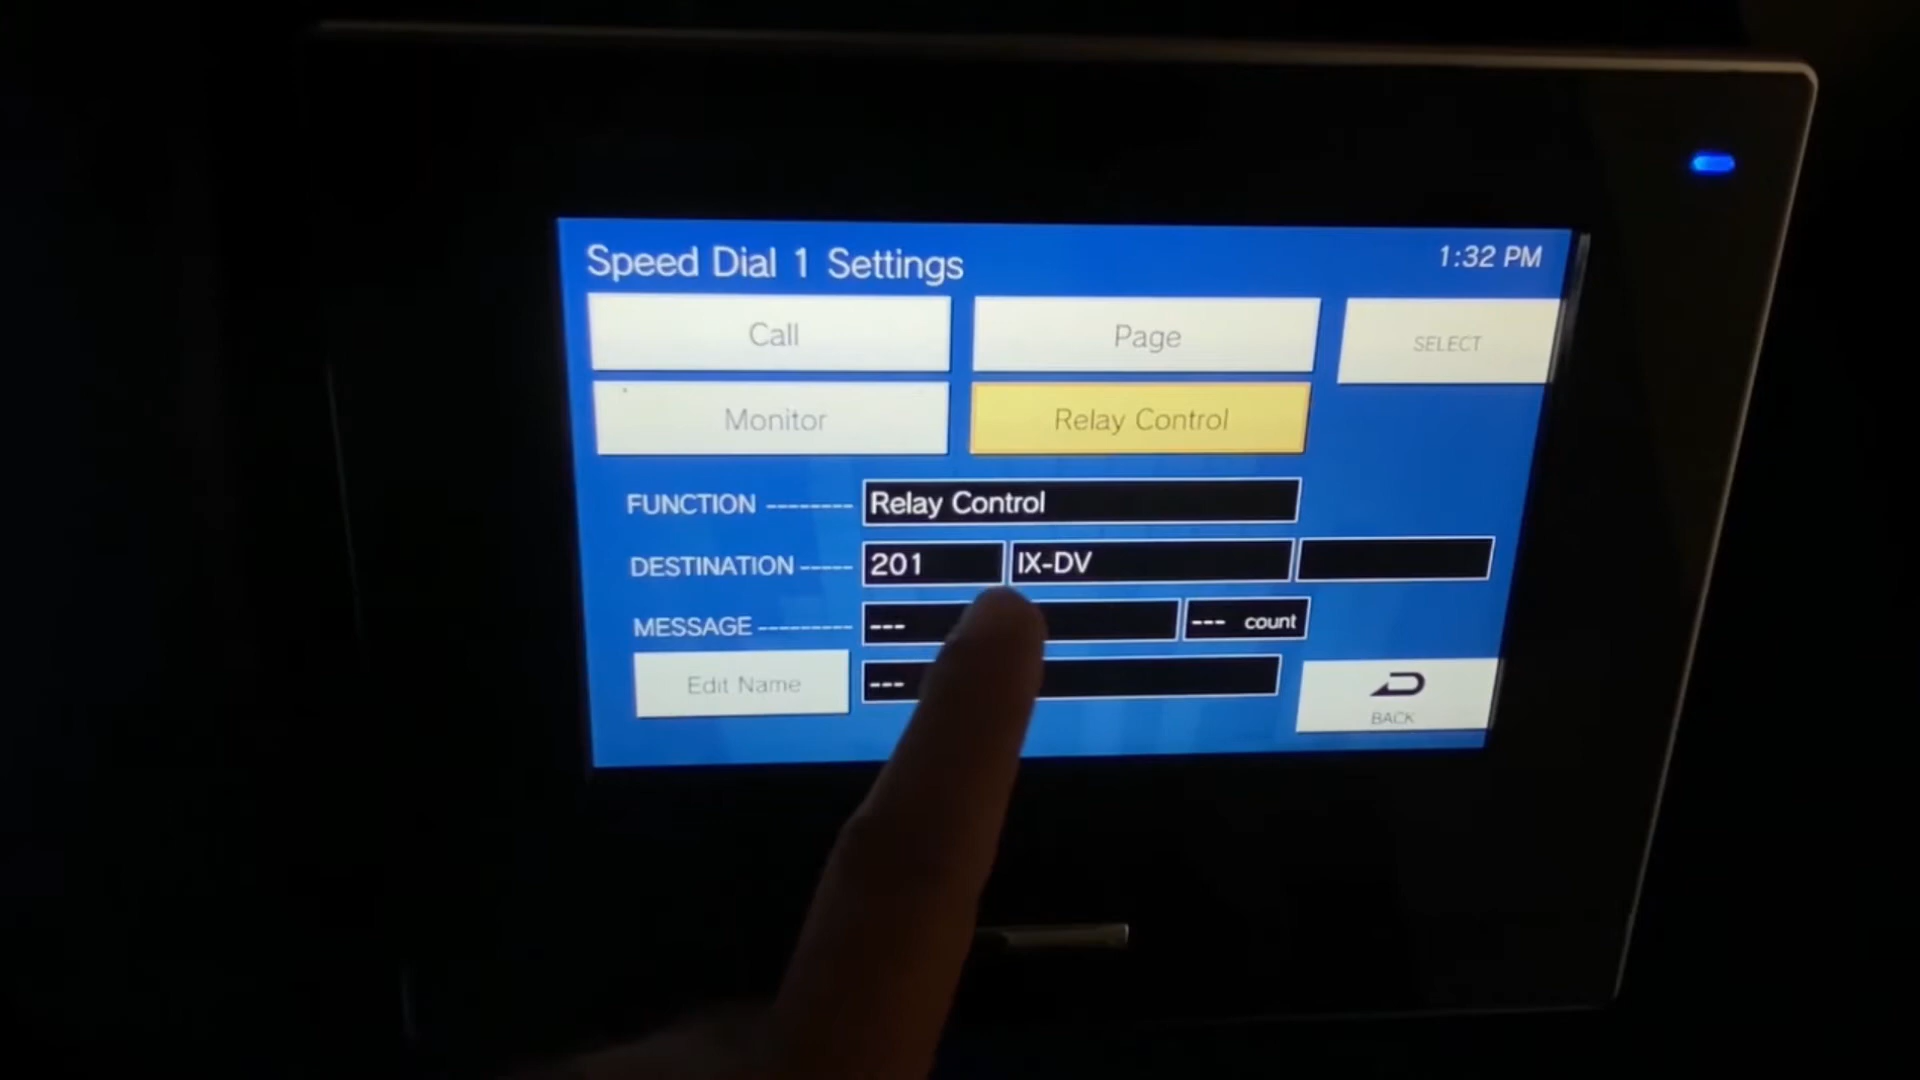 Speed Dial 1 Settings
1:32 PM
Call
Page
SELECT
Monitor
Relay Control
FUNCTION -------- Relay Control
DESTINATION ----- 201 IX-DV
MESSAGE --------- --- --- count
Edit Name ---
BACK